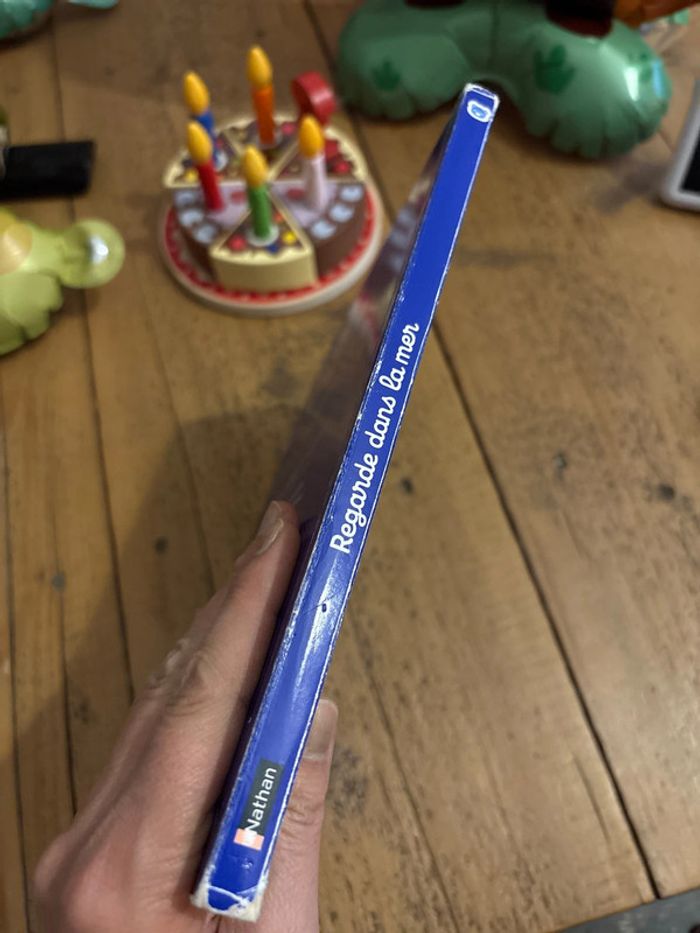 Regarde dans la mer
Nathan